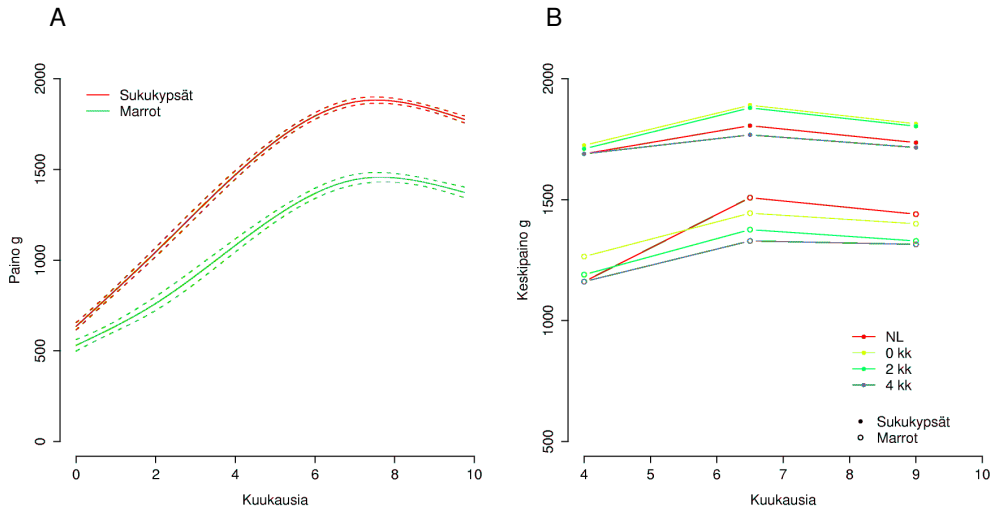 A
Sukukypsät
Marrot
Paino g
0
500
1000
1500
2000
0
2
4
6
8
10
Kuukausia
B
Keskipaino g
500
1000
1500
2000
NL
0 kk
2 kk
4 kk
Sukukypsät
Marrot
4
5
6
7
8
9
10
Kuukausia